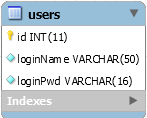 users
id INT(11)
loginName VARCHAR(50)
loginPwd VARCHAR(16)
Indexes